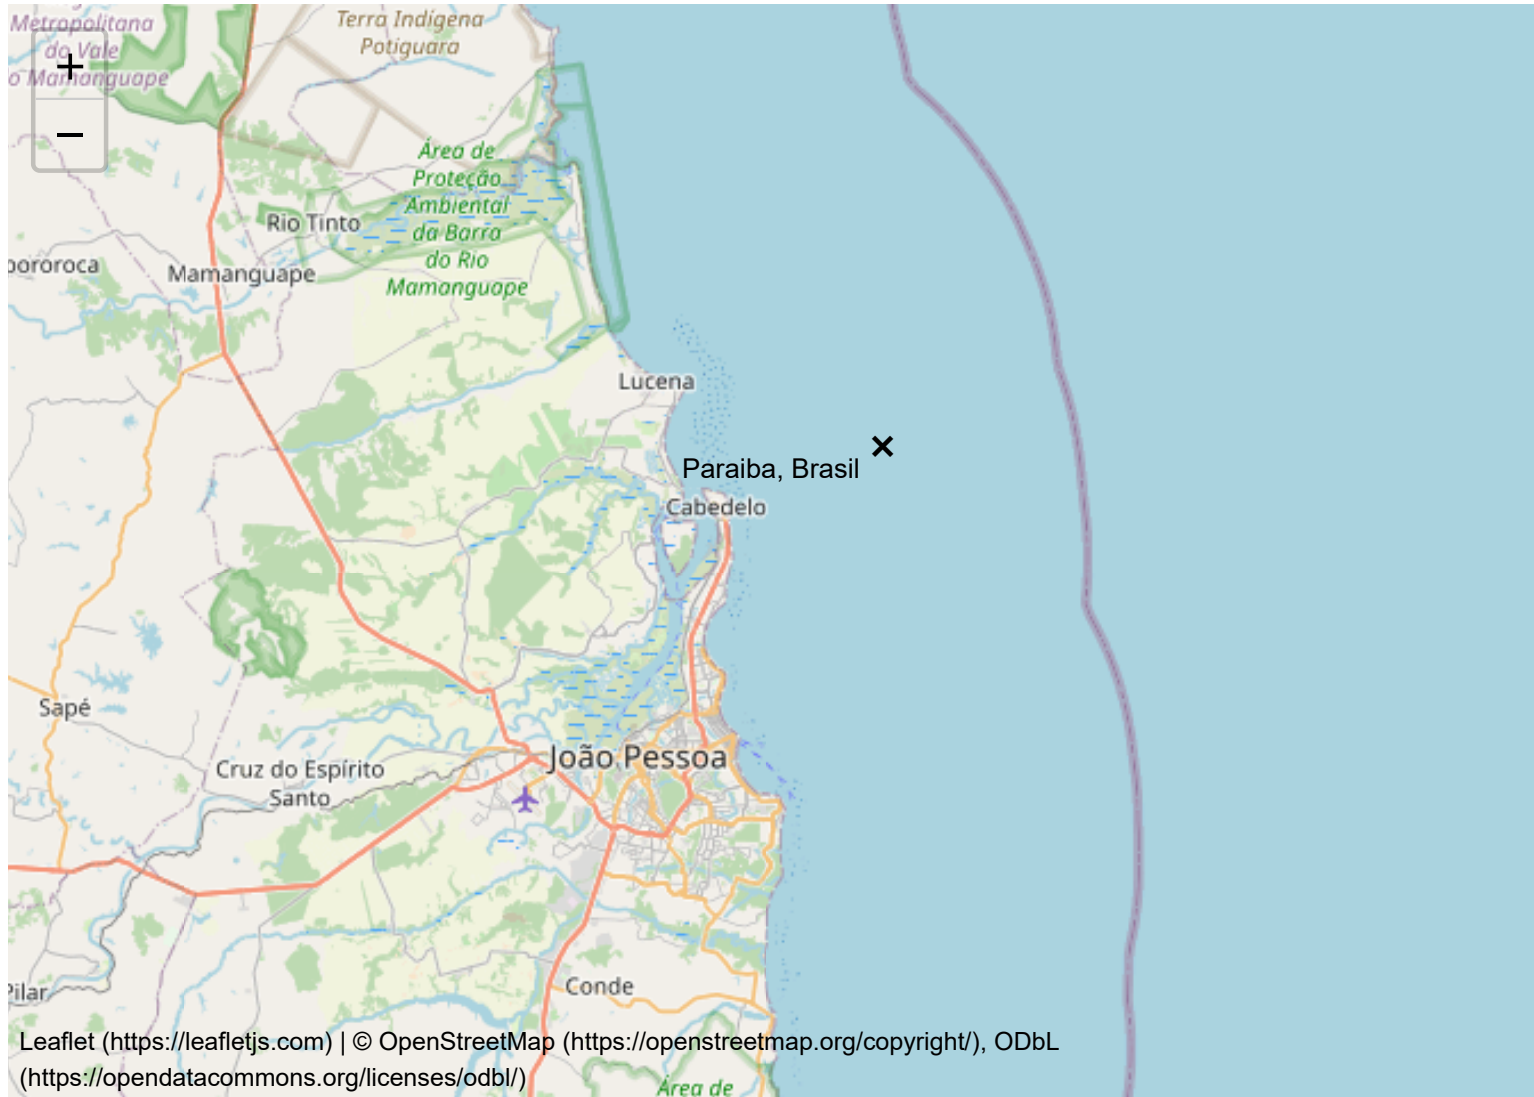 Metropolitana
do Vale
o Mamanguape
+
−
Terra Indígena
Potiguara
Área de
Proteção
Ambiental
da Barra
do Rio
Mamanguape
Rio Tinto
pororoca
Mamanguape
Lucena
Paraiba, Brasil
Cabedelo
Sapé
João Pessoa
Cruz do Espírito
Santo
Pilar
Conde
Leaflet (https://leafletjs.com) | © OpenStreetMap (https://openstreetmap.org/copyright/), ODbL
(https://opendatacommons.org/licenses/odbl/)
Área de